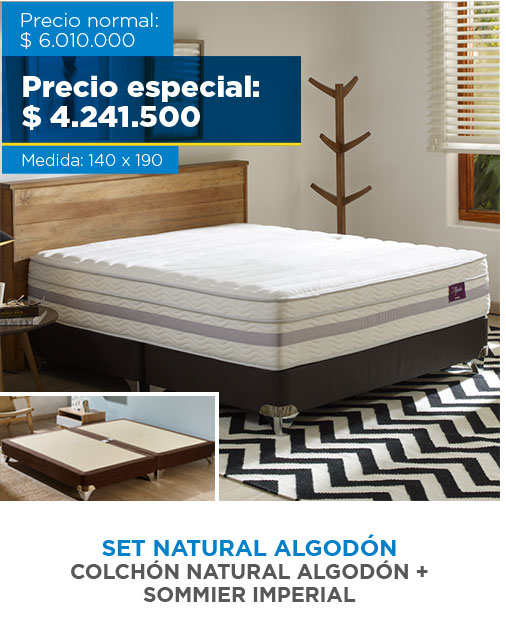 Precio normal:
$ 6.010.000
Precio especial:
$ 4.241.500
Medida: 140 x 190
SET NATURAL ALGODÓN
COLCHÓN NATURAL ALGODÓN +
SOMMIER IMPERIAL